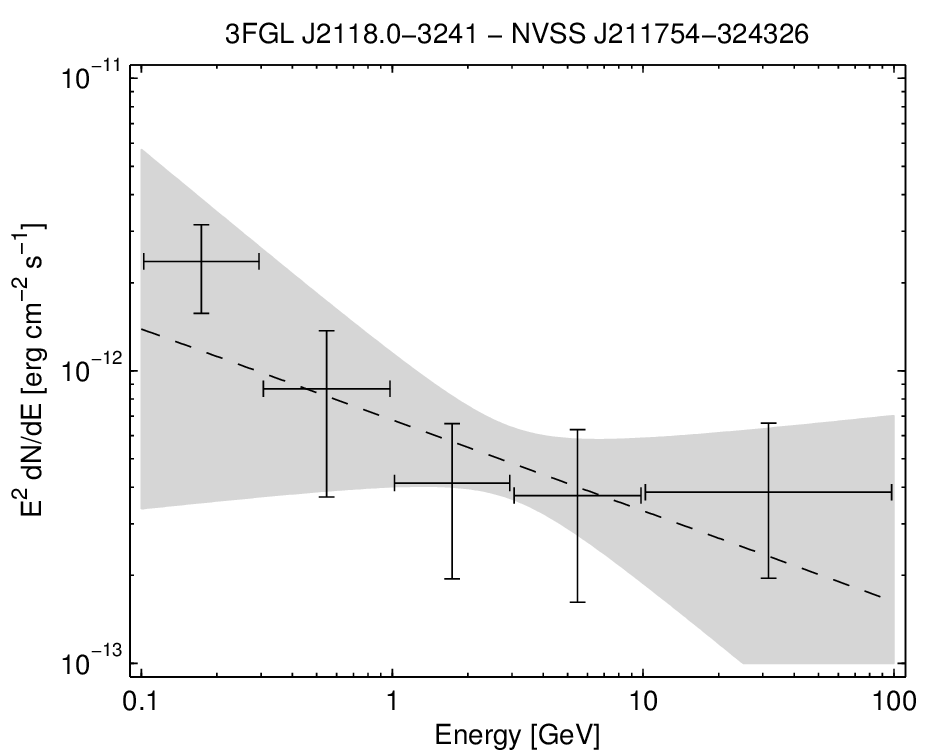 3FGL J2118.0−3241 − NVSS J211754−324326
10⁻¹¹
10⁻¹²
10⁻¹³
E² dN/dE [erg cm⁻² s⁻¹]
0.1 1 10 100
Energy [GeV]